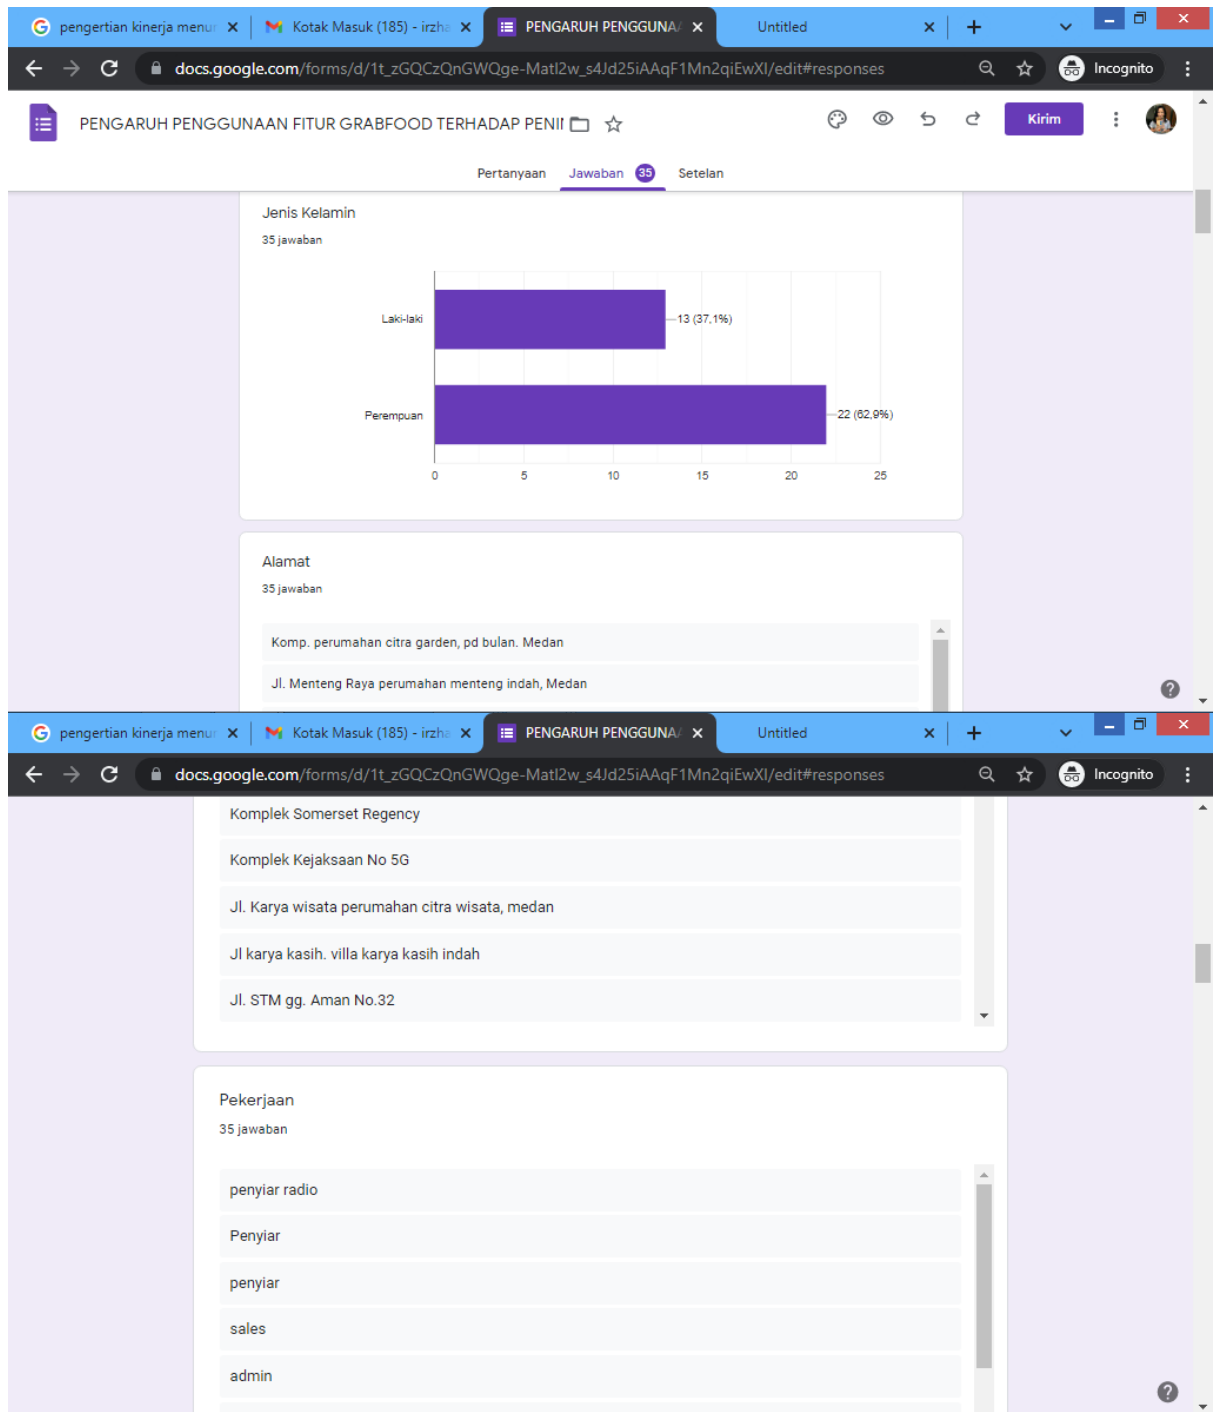 pengertian kinerja menur
Kotak Masuk (185) - irzha
PENGARUH PENGGUNA
Untitled
docs.google.com/forms/d/1t_zGQCzQnGWQge-MatI2w_s4Jd25iAAqF1Mn2qiEwXI/edit#responses
Incognito
PENGARUH PENGGUNAAN FITUR GRABFOOD TERHADAP PENII
Kirim
Pertanyaan Jawaban 35 Setelan
Jenis Kelamin
35 jawaban
Laki-laki
13 (37,1%)
Perempuan
22 (62,9%)
0 5 10 15 20 25
Alamat
35 jawaban
Komp. perumahan citra garden, pd bulan. Medan
Jl. Menteng Raya perumahan menteng indah, Medan
pengertian kinerja menur
Kotak Masuk (185) - irzha
PENGARUH PENGGUNA
Untitled
docs.google.com/forms/d/1t_zGQCzQnGWQge-MatI2w_s4Jd25iAAqF1Mn2qiEwXI/edit#responses
Incognito
Komplek Somerset Regency
Komplek Kejaksaan No 5G
Jl. Karya wisata perumahan citra wisata, medan
Jl karya kasih. villa karya kasih indah
Jl. STM gg. Aman No.32
Pekerjaan
35 jawaban
penyiar radio
Penyiar
penyiar
sales
admin